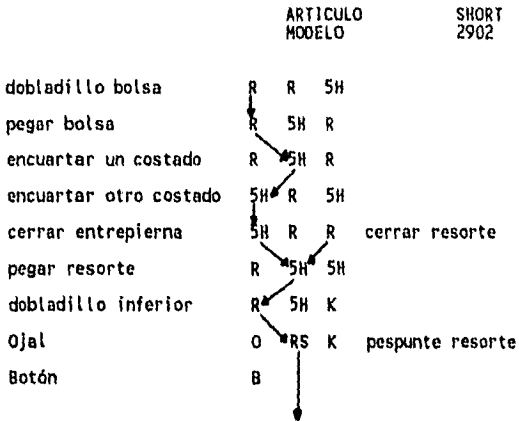 ARTICULO SHORT
MODELO 2902
dobladillo bolsa R R 5H
pegar bolsa R 5H R
encuartar un costado R 5H R
encuartar otro costado 5H R 5H
cerrar entrepierna 5H R R cerrar resorte
pegar resorte R 5H 5H
dobladillo inferior R 5H K
Ojal O RS K pespunte resorte
Botón B